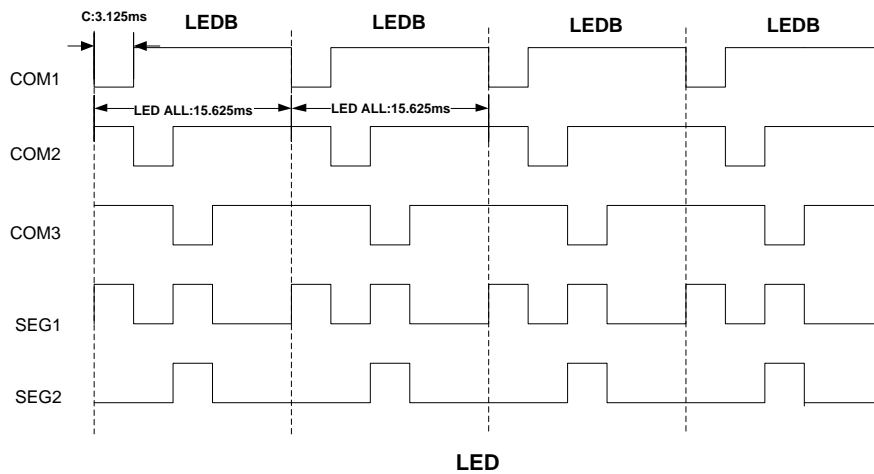 C:3.125ms
LEDB LEDB LEDB LEDB
COM1
LED ALL:15.625ms LED ALL:15.625ms
COM2
COM3
SEG1
SEG2
LED